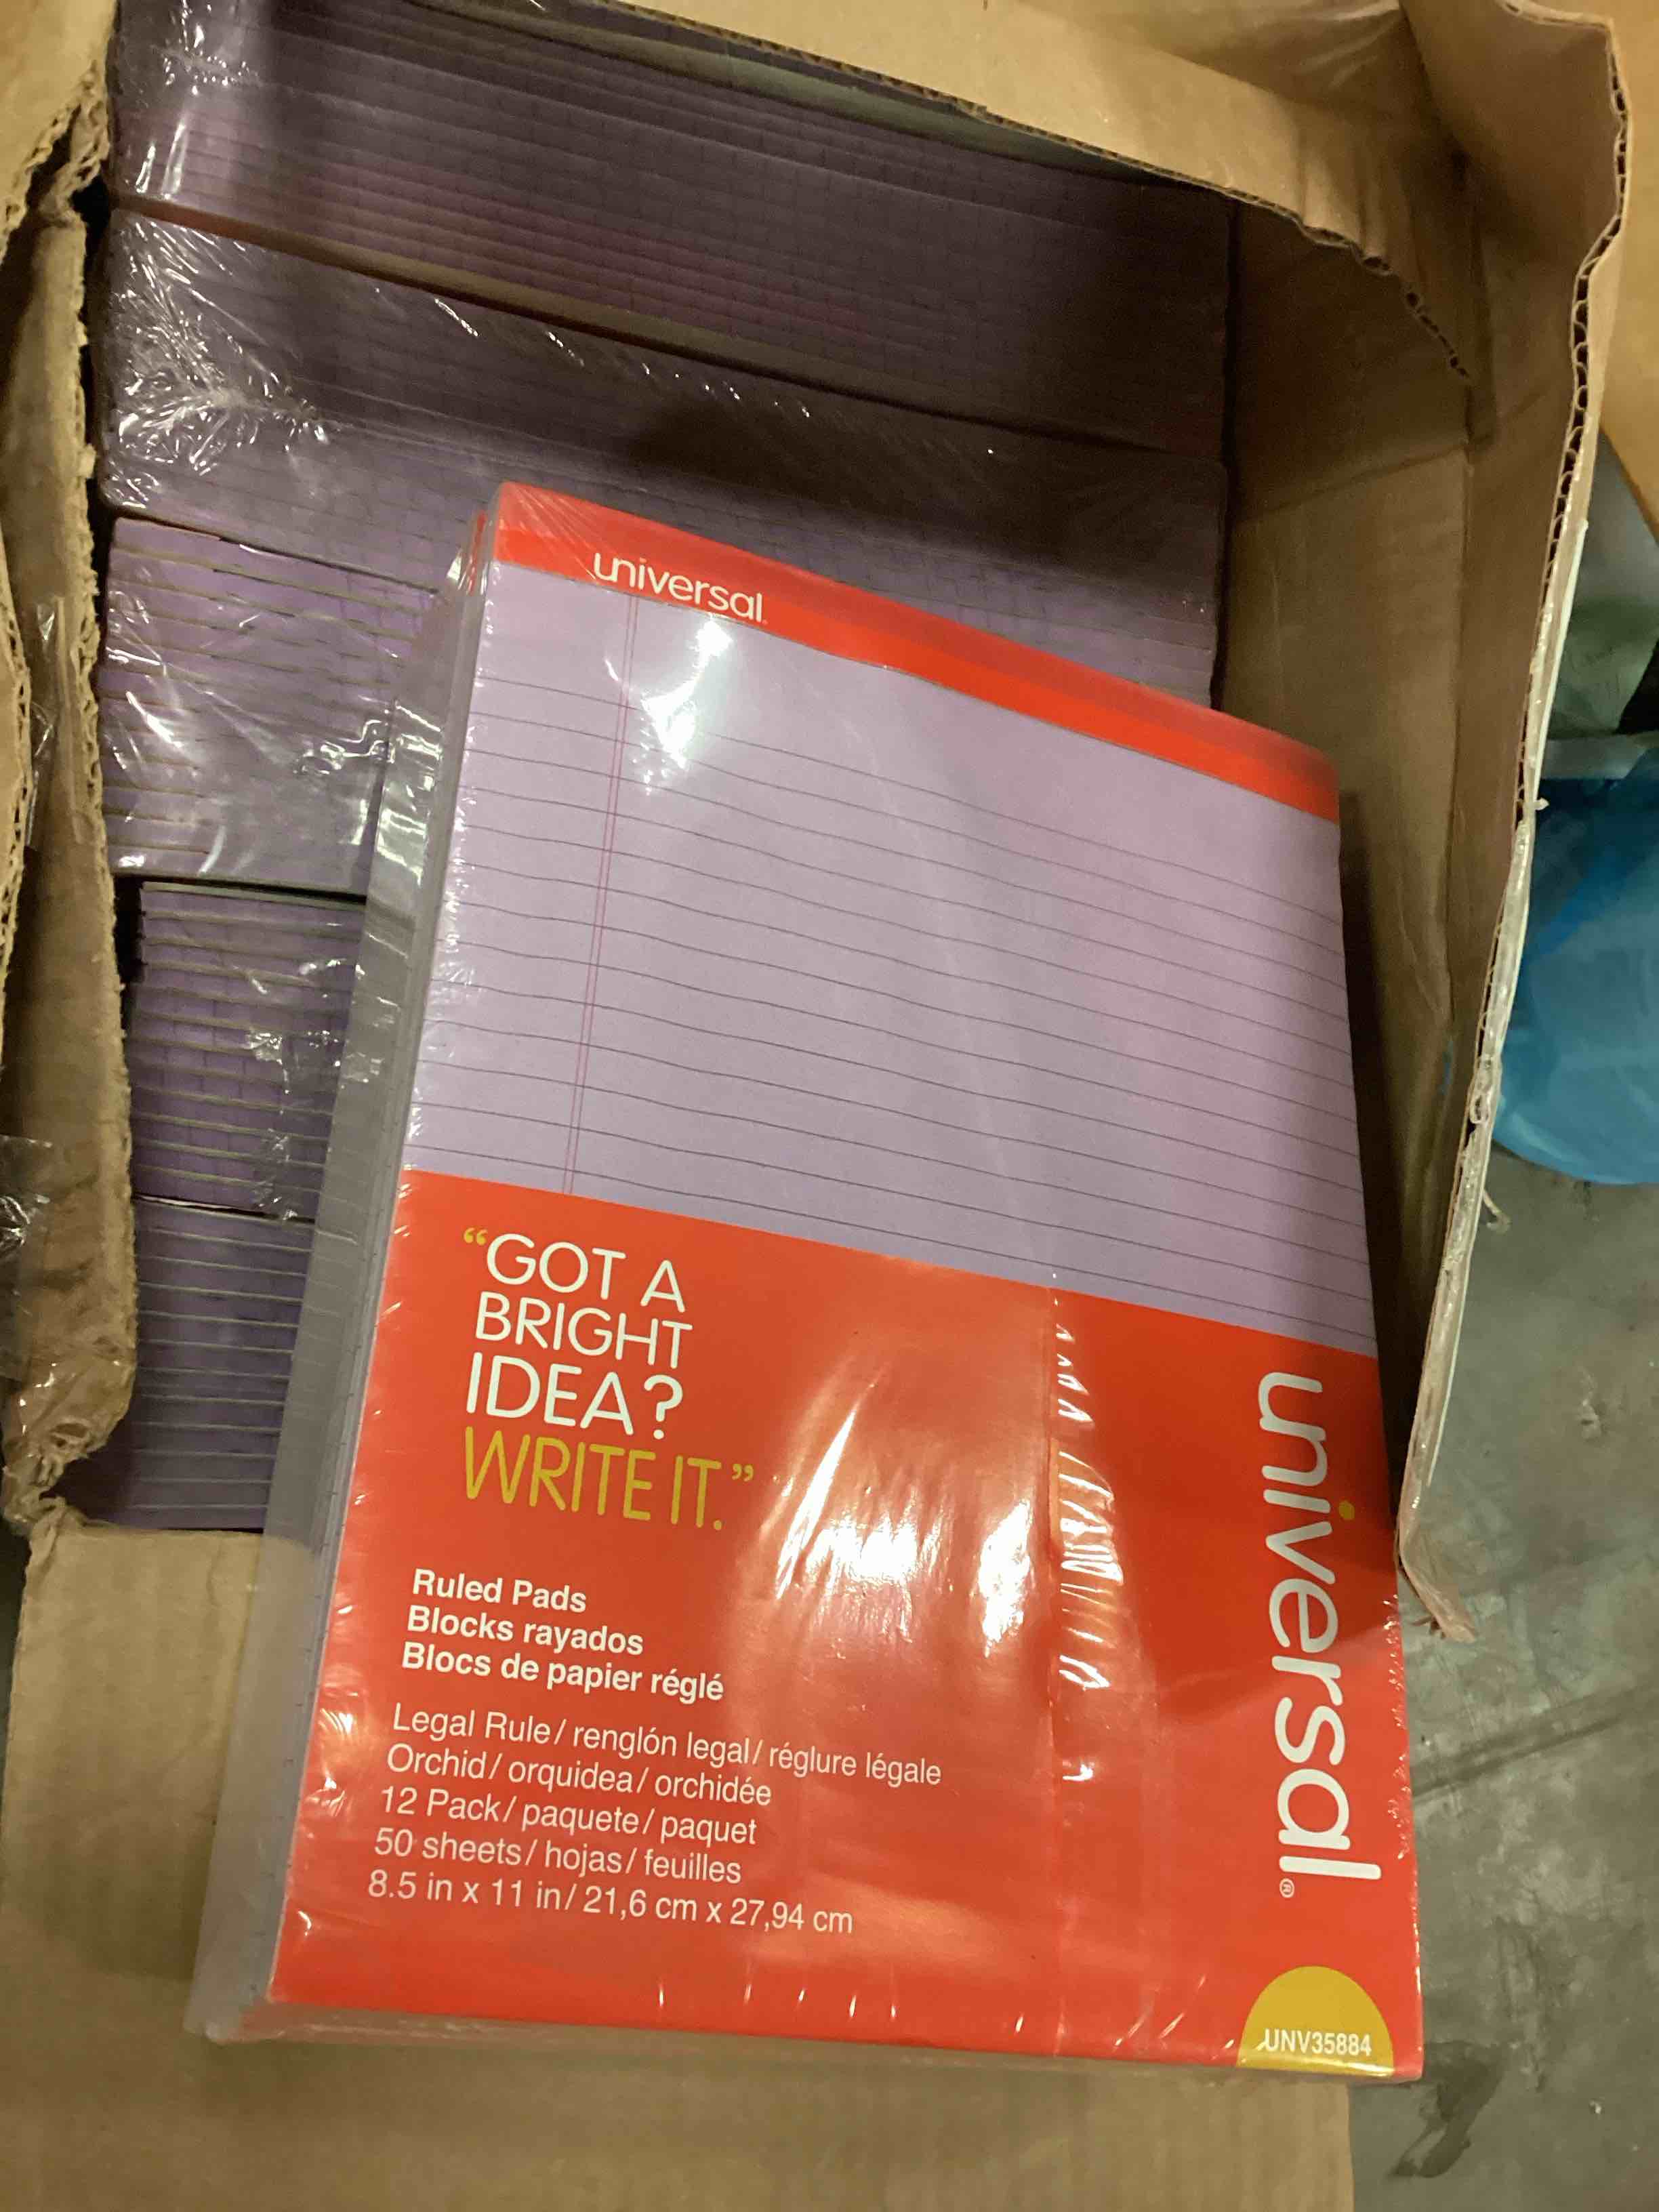 universal
“GOT A
BRIGHT
IDEA?
WRITE IT.”
Ruled Pads
Blocks rayados
Blocs de papier réglé
Legal Rule / renglón legal / réglure légale
Orchid / orquidea / orchidée
12 Pack / paquete / paquet
50 sheets / hojas / feuilles
8.5 in x 11 in / 21,6 cm x 27,94 cm
universal®
UNV35884